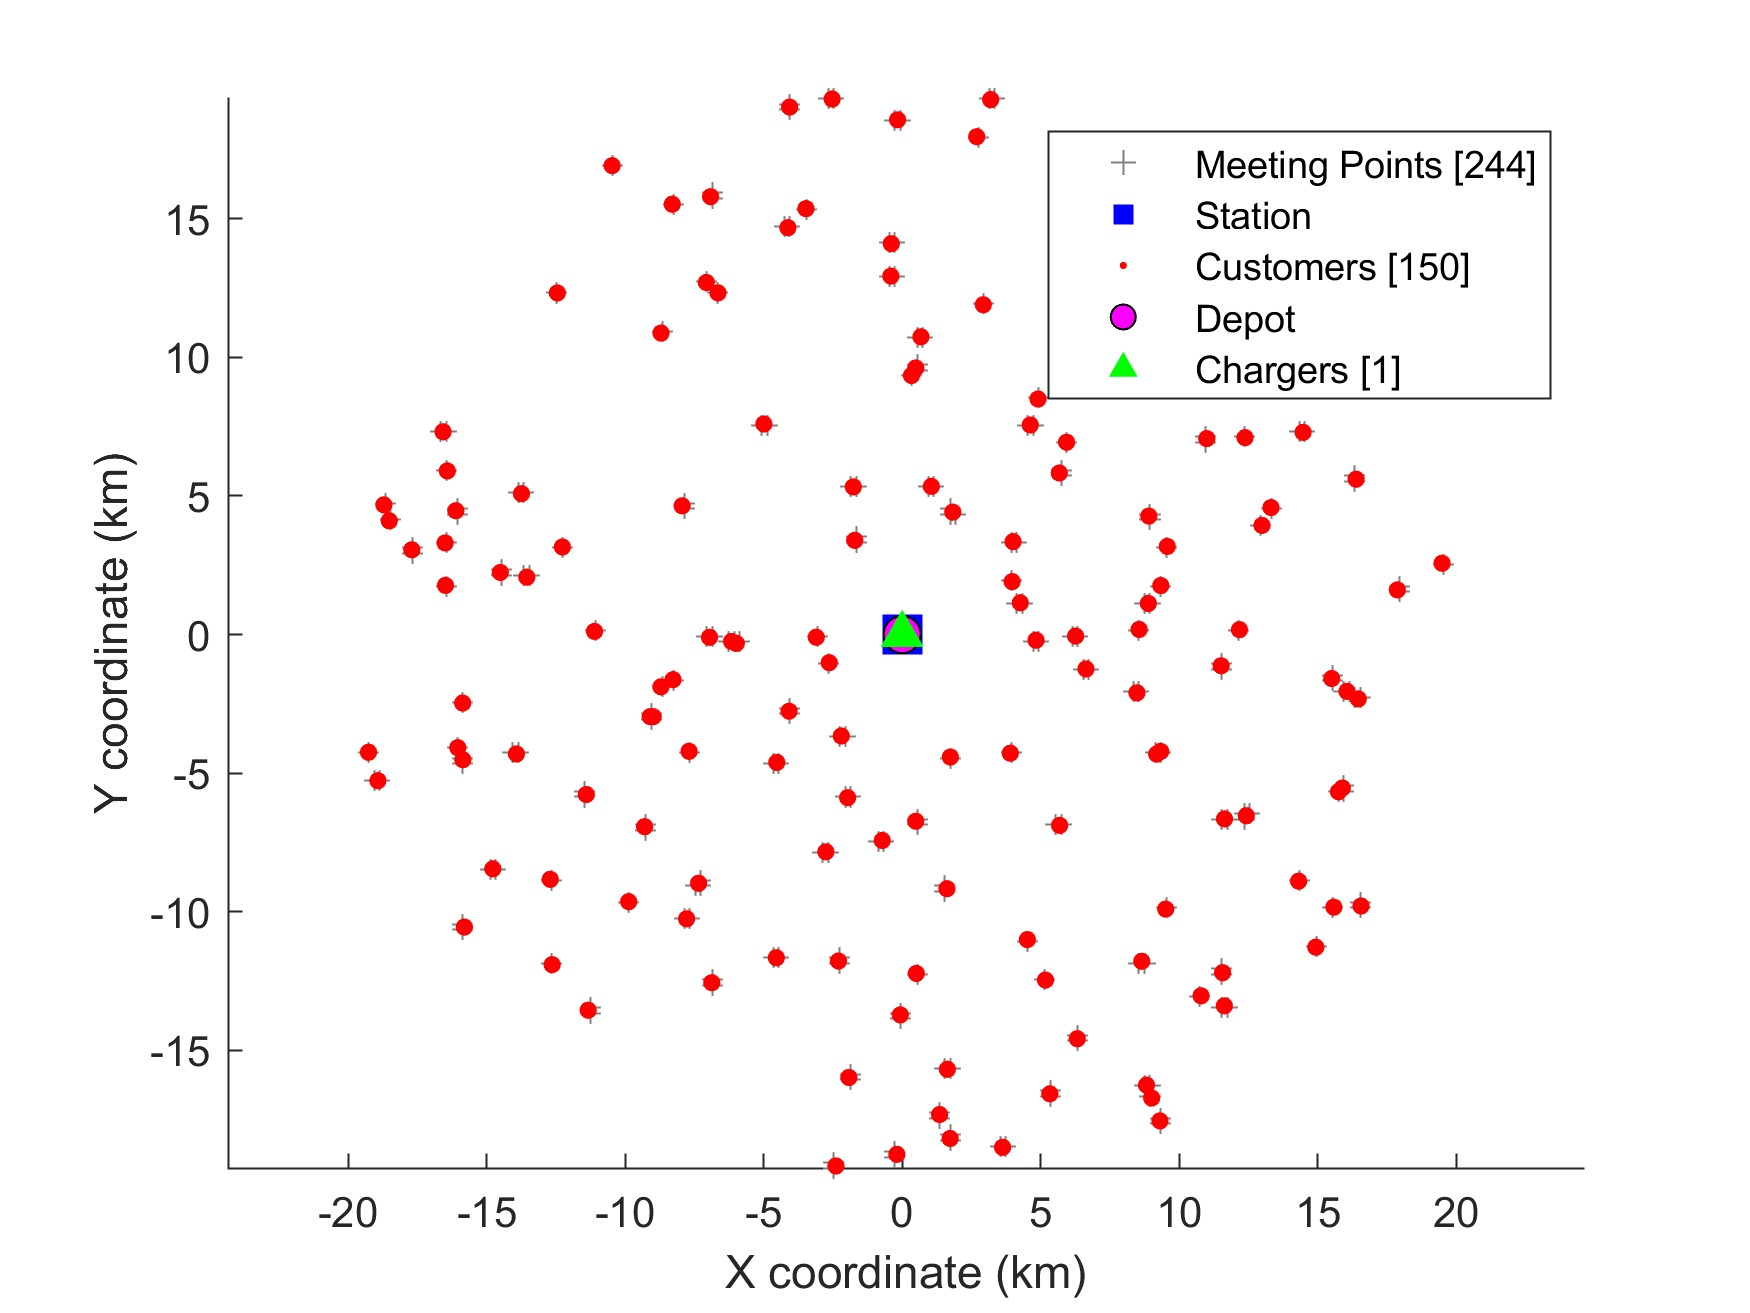 Meeting Points [244]
Station
Customers [150]
Depot
Chargers [1]
15
10
5
0
-5
-10
-15
Y coordinate (km)
-20 -15 -10 -5 0 5 10 15 20
X coordinate (km)